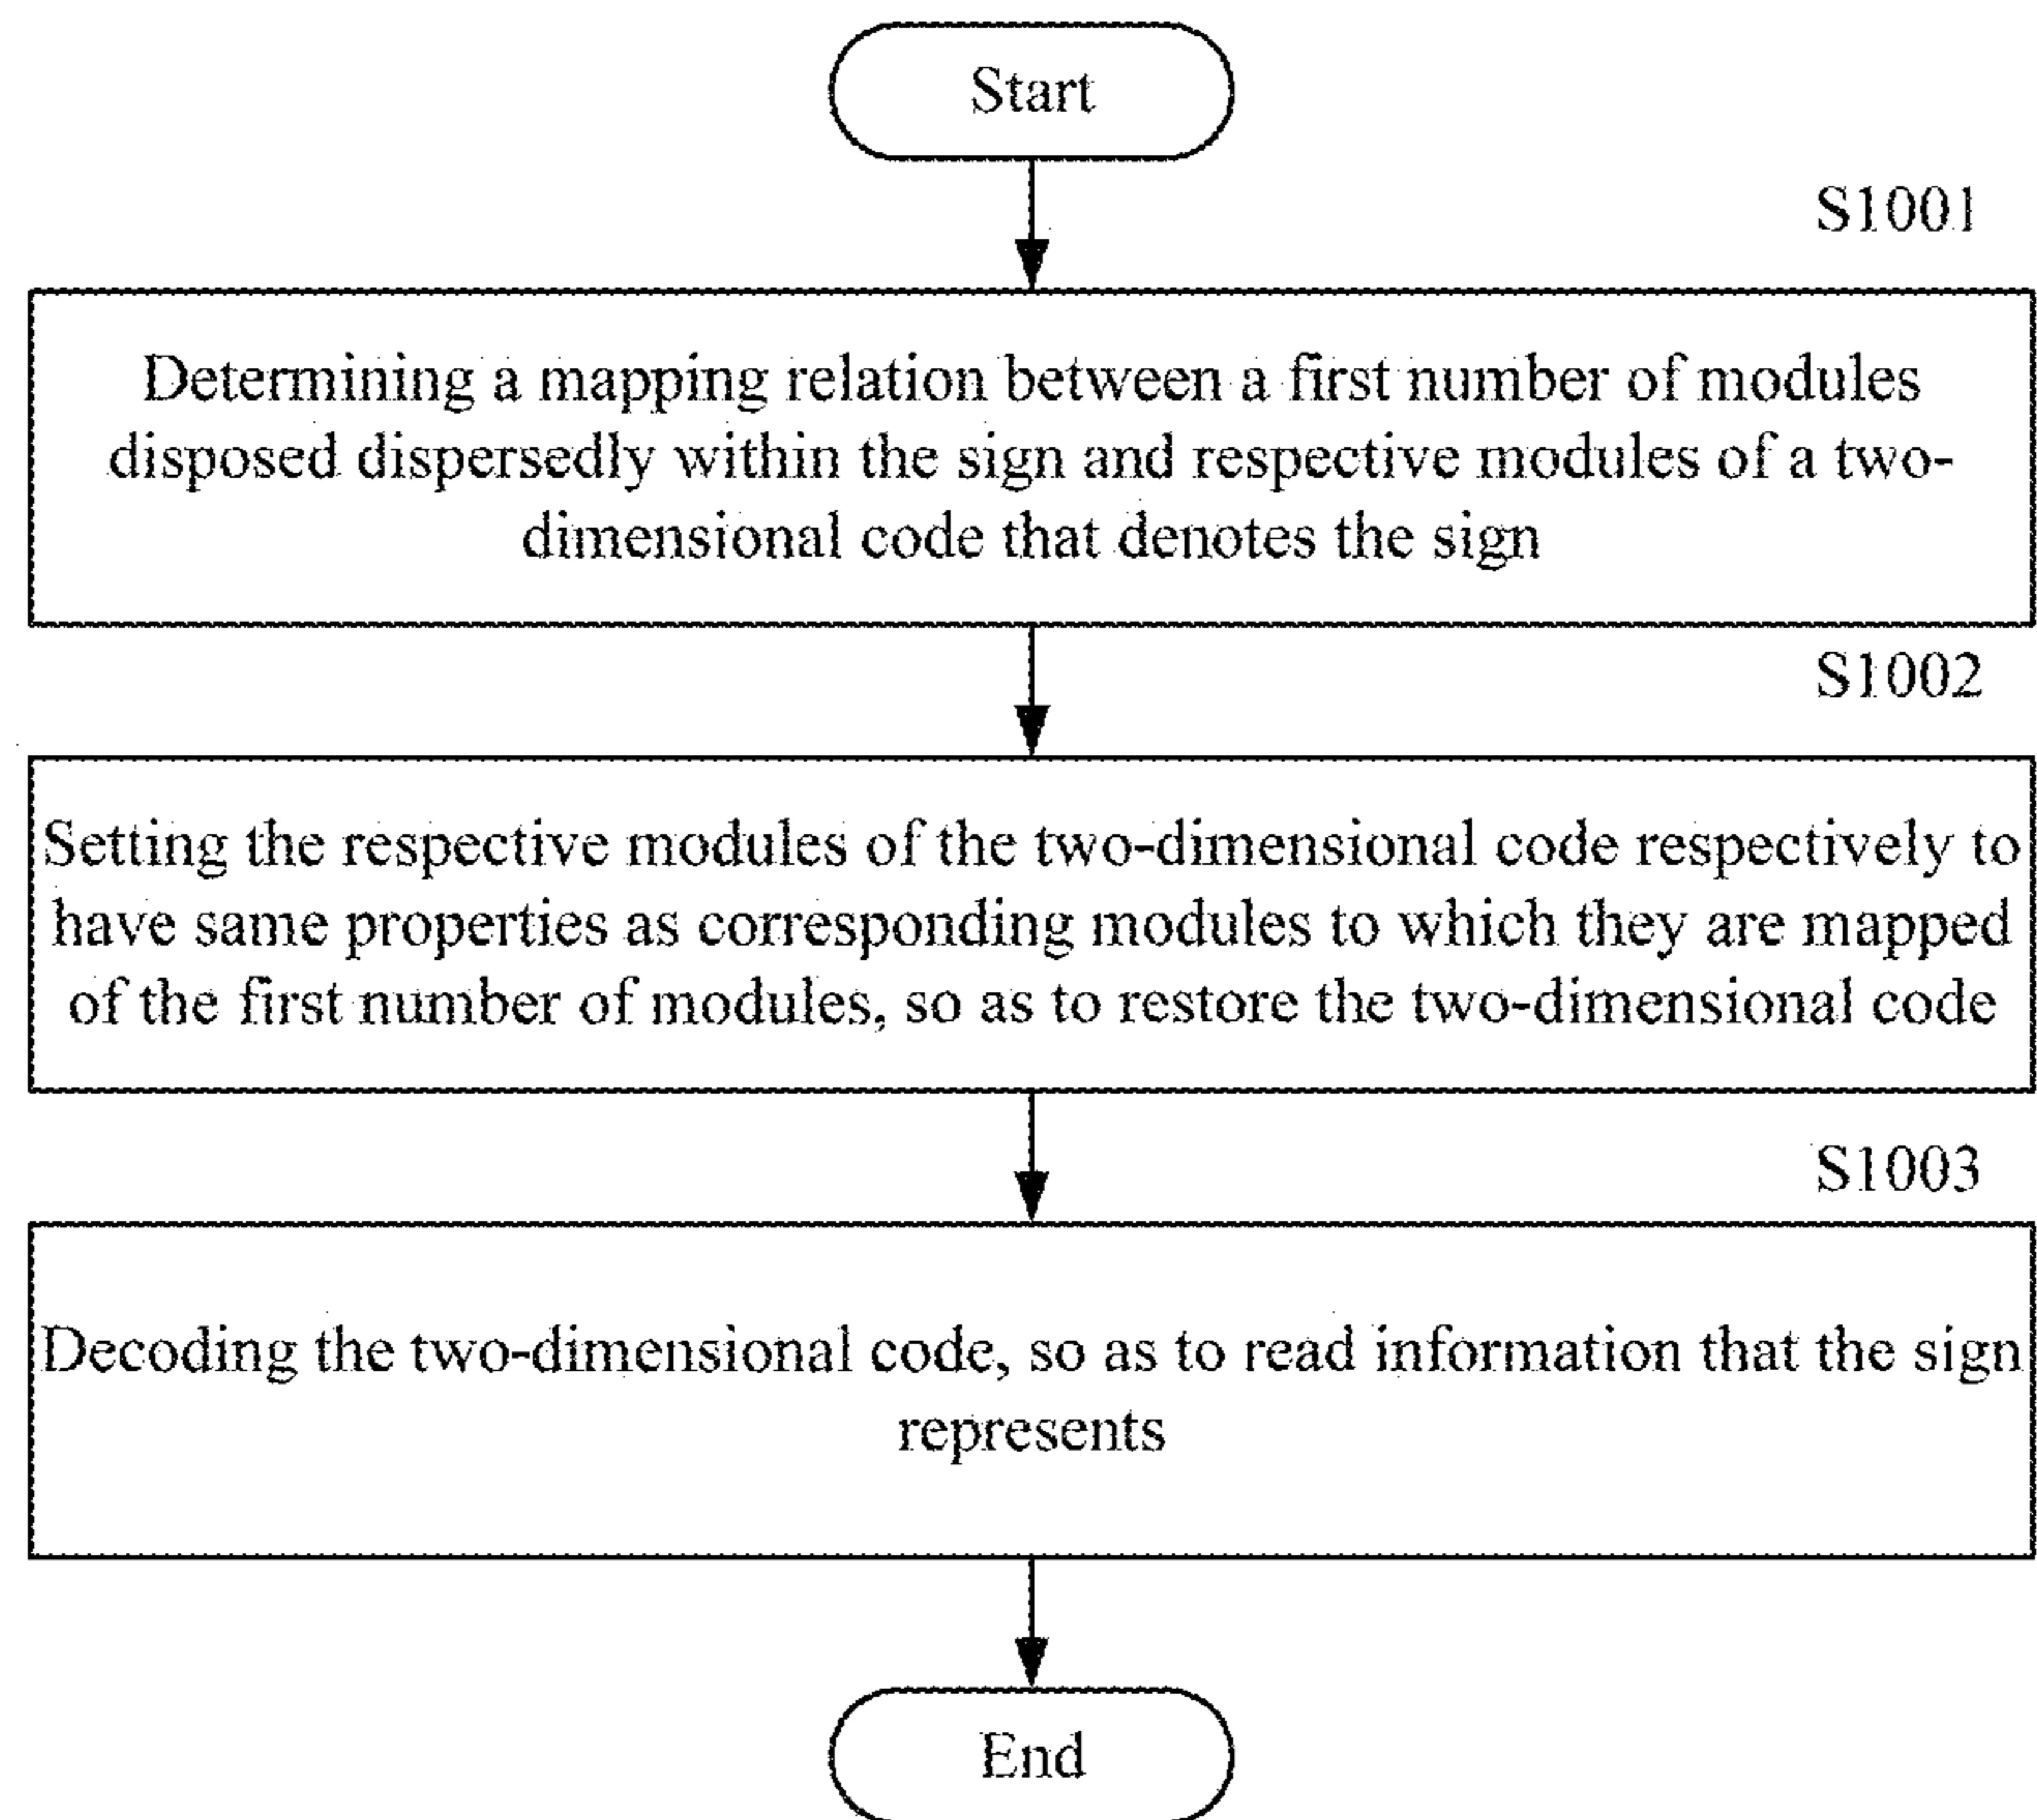 Start
S1001
Determining a mapping relation between a first number of modules
disposed dispersedly within the sign and respective modules of a two-
dimensional code that denotes the sign
S1002
Setting the respective modules of the two-dimensional code respectively to
have same properties as corresponding modules to which they are mapped
of the first number of modules, so as to restore the two-dimensional code
S1003
Decoding the two-dimensional code, so as to read information that the sign
represents
End